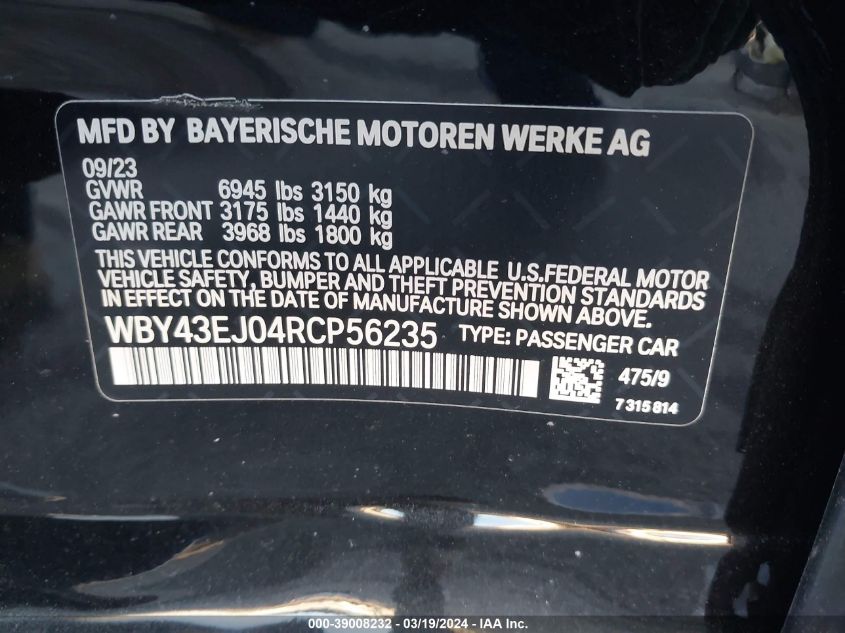 MFD BY BAYERISCHE MOTOREN WERKE AG
09/23
GVWR 6945 lbs 3150 kg
GAWR FRONT 3175 lbs 1440 kg
GAWR REAR 3968 lbs 1800 kg
THIS VEHICLE CONFORMS TO ALL APPLICABLE U.S.FEDERAL MOTOR
VEHICLE SAFETY, BUMPER AND THEFT PREVENTION STANDARDS
IN EFFECT ON THE DATE OF MANUFACTURE SHOWN ABOVE.
WBY43EJ04RCP56235 TYPE: PASSENGER CAR
475/9
7315814
000-39008232 - 03/19/2024 - IAA Inc.